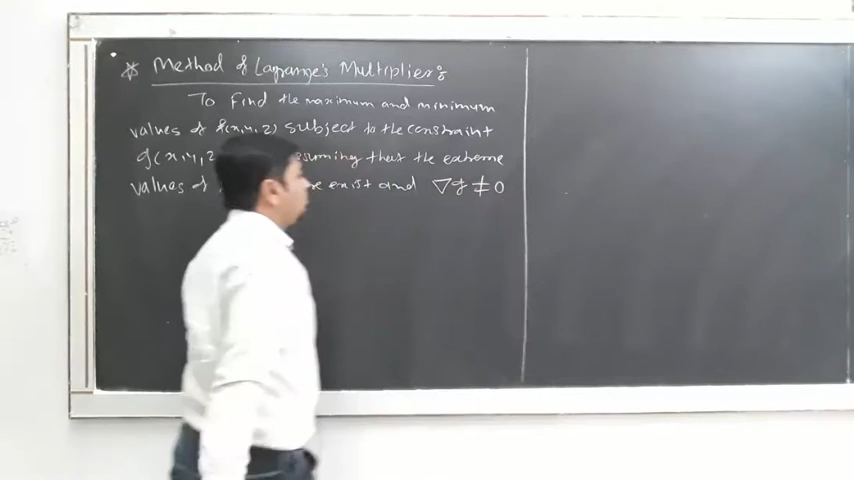 * Method of Lagrange's Multipliers:
To Find the maximum and minimum
values of f(x,y,z) subject to the constraint
g(x,y,z suming that the extreme
values of exist and ∇g ≠ 0